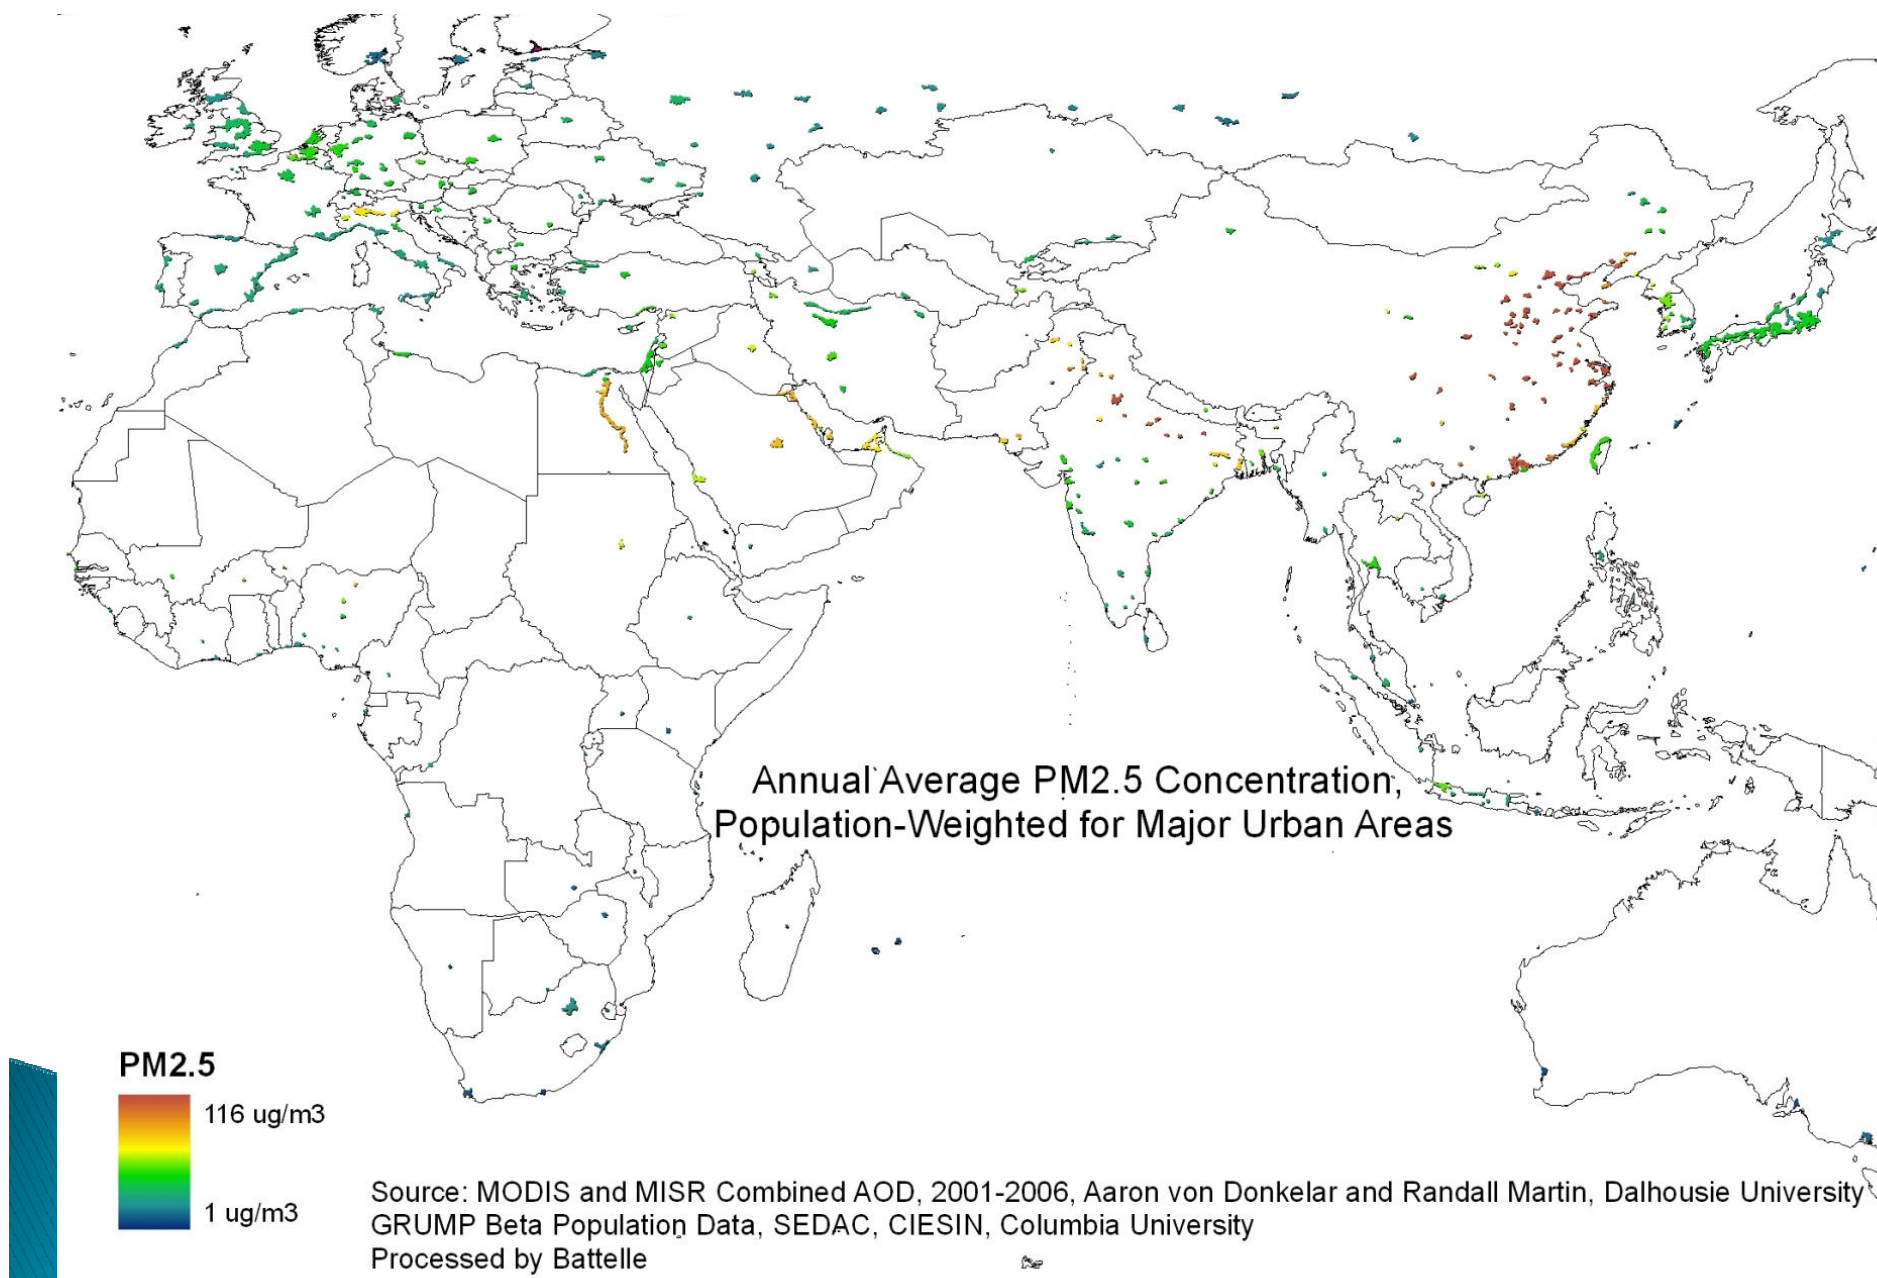 Annual Average PM2.5 Concentration,
Population-Weighted for Major Urban Areas
PM2.5
116 ug/m3
1 ug/m3
Source: MODIS and MISR Combined AOD, 2001-2006, Aaron von Donkelar and Randall Martin, Dalhousie University
GRUMP Beta Population Data, SEDAC, CIESIN, Columbia University
Processed by Battelle